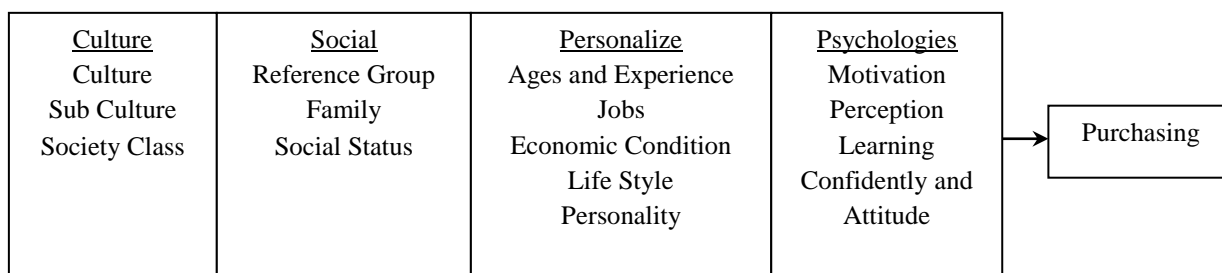 Culture
Culture
Sub Culture
Society Class
Social
Reference Group
Family
Social Status
Personalize
Ages and Experience
Jobs
Economic Condition
Life Style
Personality
Psychologies
Motivation
Perception
Learning
Confidently and
Attitude
Purchasing